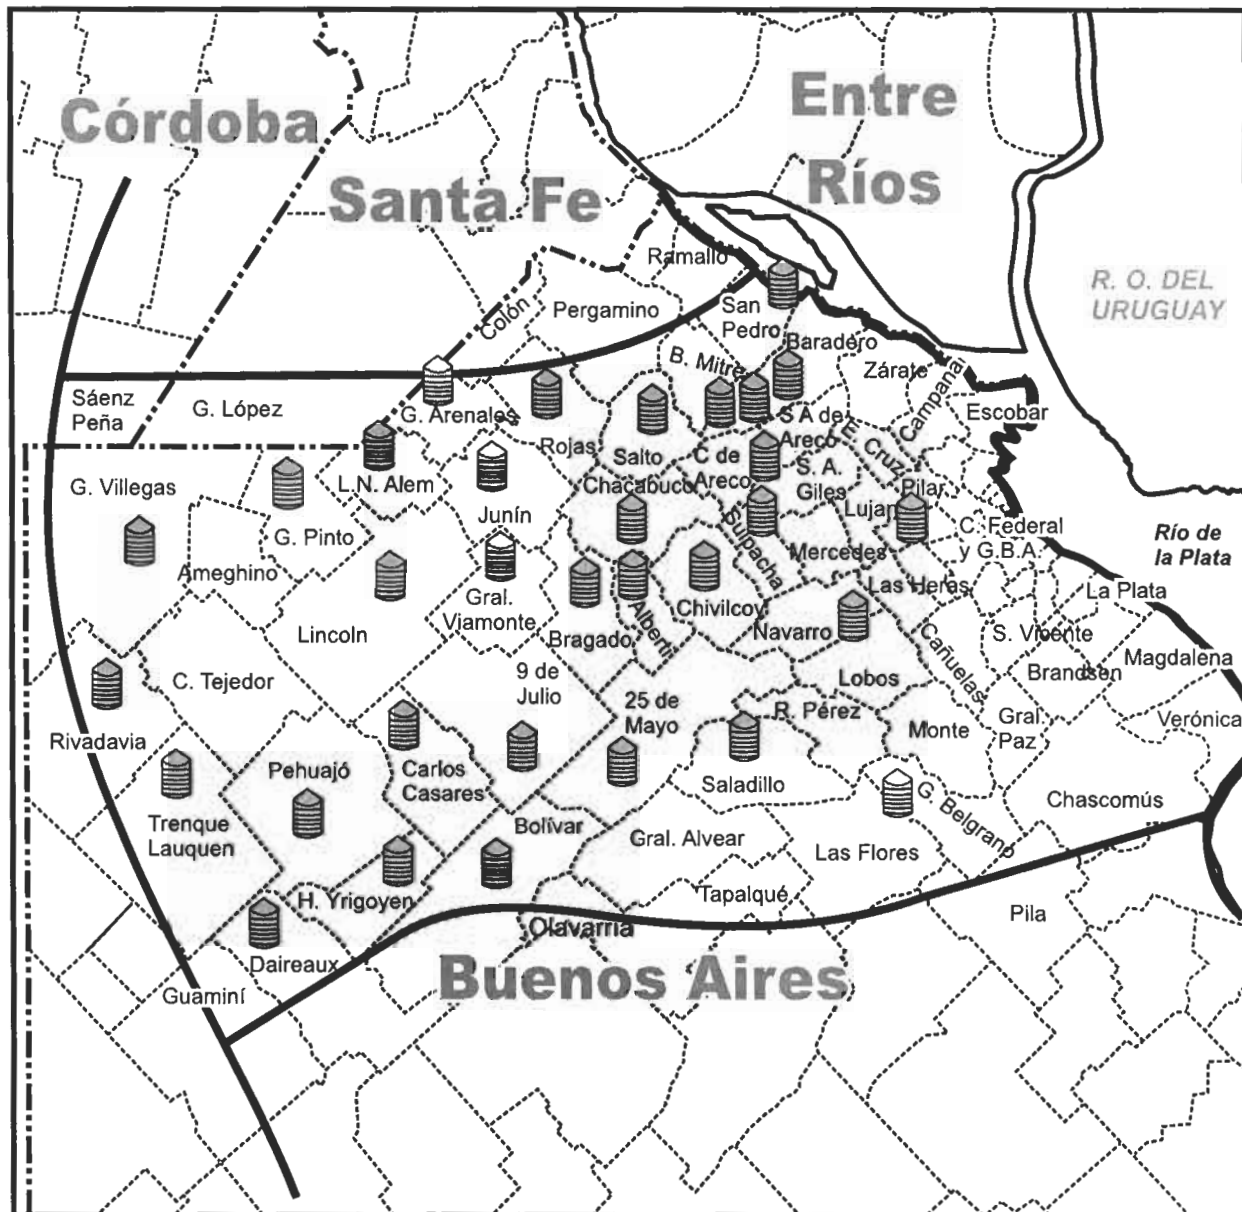 Córdoba
Entre
Ríos
Santa Fe
Ramallo
R. O. DEL
URUGUAY
Colón
Pergamino
San
Pedro
Baradero
B. Mitre
Zárate
Campana
Sáenz
Peña
G. López
G. Arenales
Escobar
S A de
Areco
E. Cruz
Rojas
Salto
C de
Areco
S. A.
Giles
Pilar
G. Villegas
L.N. Alem
Chacabuco
Lujan
Junín
Suipacha
C. Federal
y G.B.A.
Río de
la Plata
G. Pinto
Mercedes
Ameghino
Las Heras
La Plata
Gral.
Viamonte
Alberti
Chivilcoy
Lincoln
Bragado
Navarro
Cañuelas
S. Vicente
Magdalena
C. Tejedor
9 de
Julio
Lobos
Brandsen
25 de
Mayo
R. Pérez
Monte
Gral.
Paz
Verónica
Rivadavia
Pehuajó
Carlos
Casares
Saladillo
G. Belgrano
Chascomús
Trenque
Lauquen
Bolívar
Gral. Alvear
Las Flores
H. Yrigoyen
Tapalqué
Pila
Olavarria
Daireaux
Buenos Aires
Guaminí